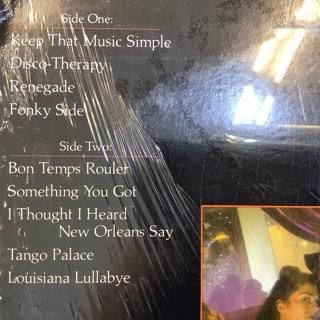 Side One:
Keep That Music Simple
Disco-Therapy
Renegade
Fonky Side
Side Two:
Bon Temps Rouler
Something You Got
I Thought I Heard
New Orleans Say
Tango Palace
Louisiana Lullabye